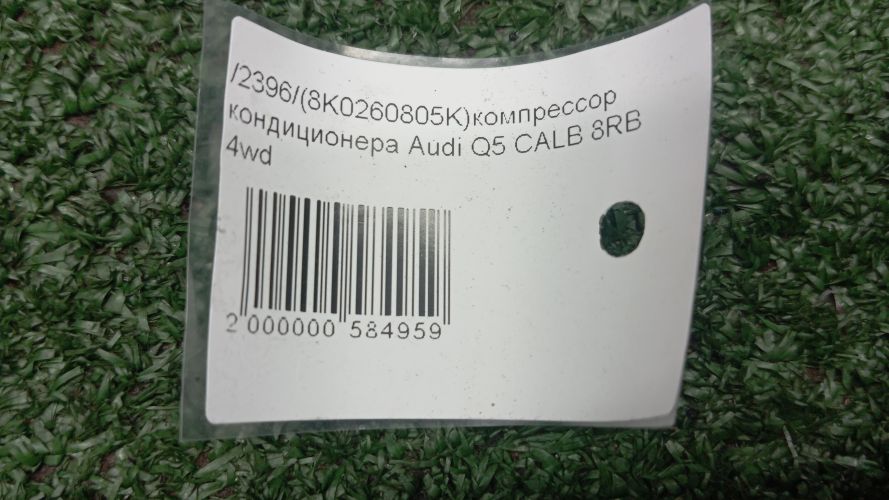 /2396/(8K0260805K)компрессор
кондиционера Audi Q5 CALB 8RB
4wd
2 000000 584959